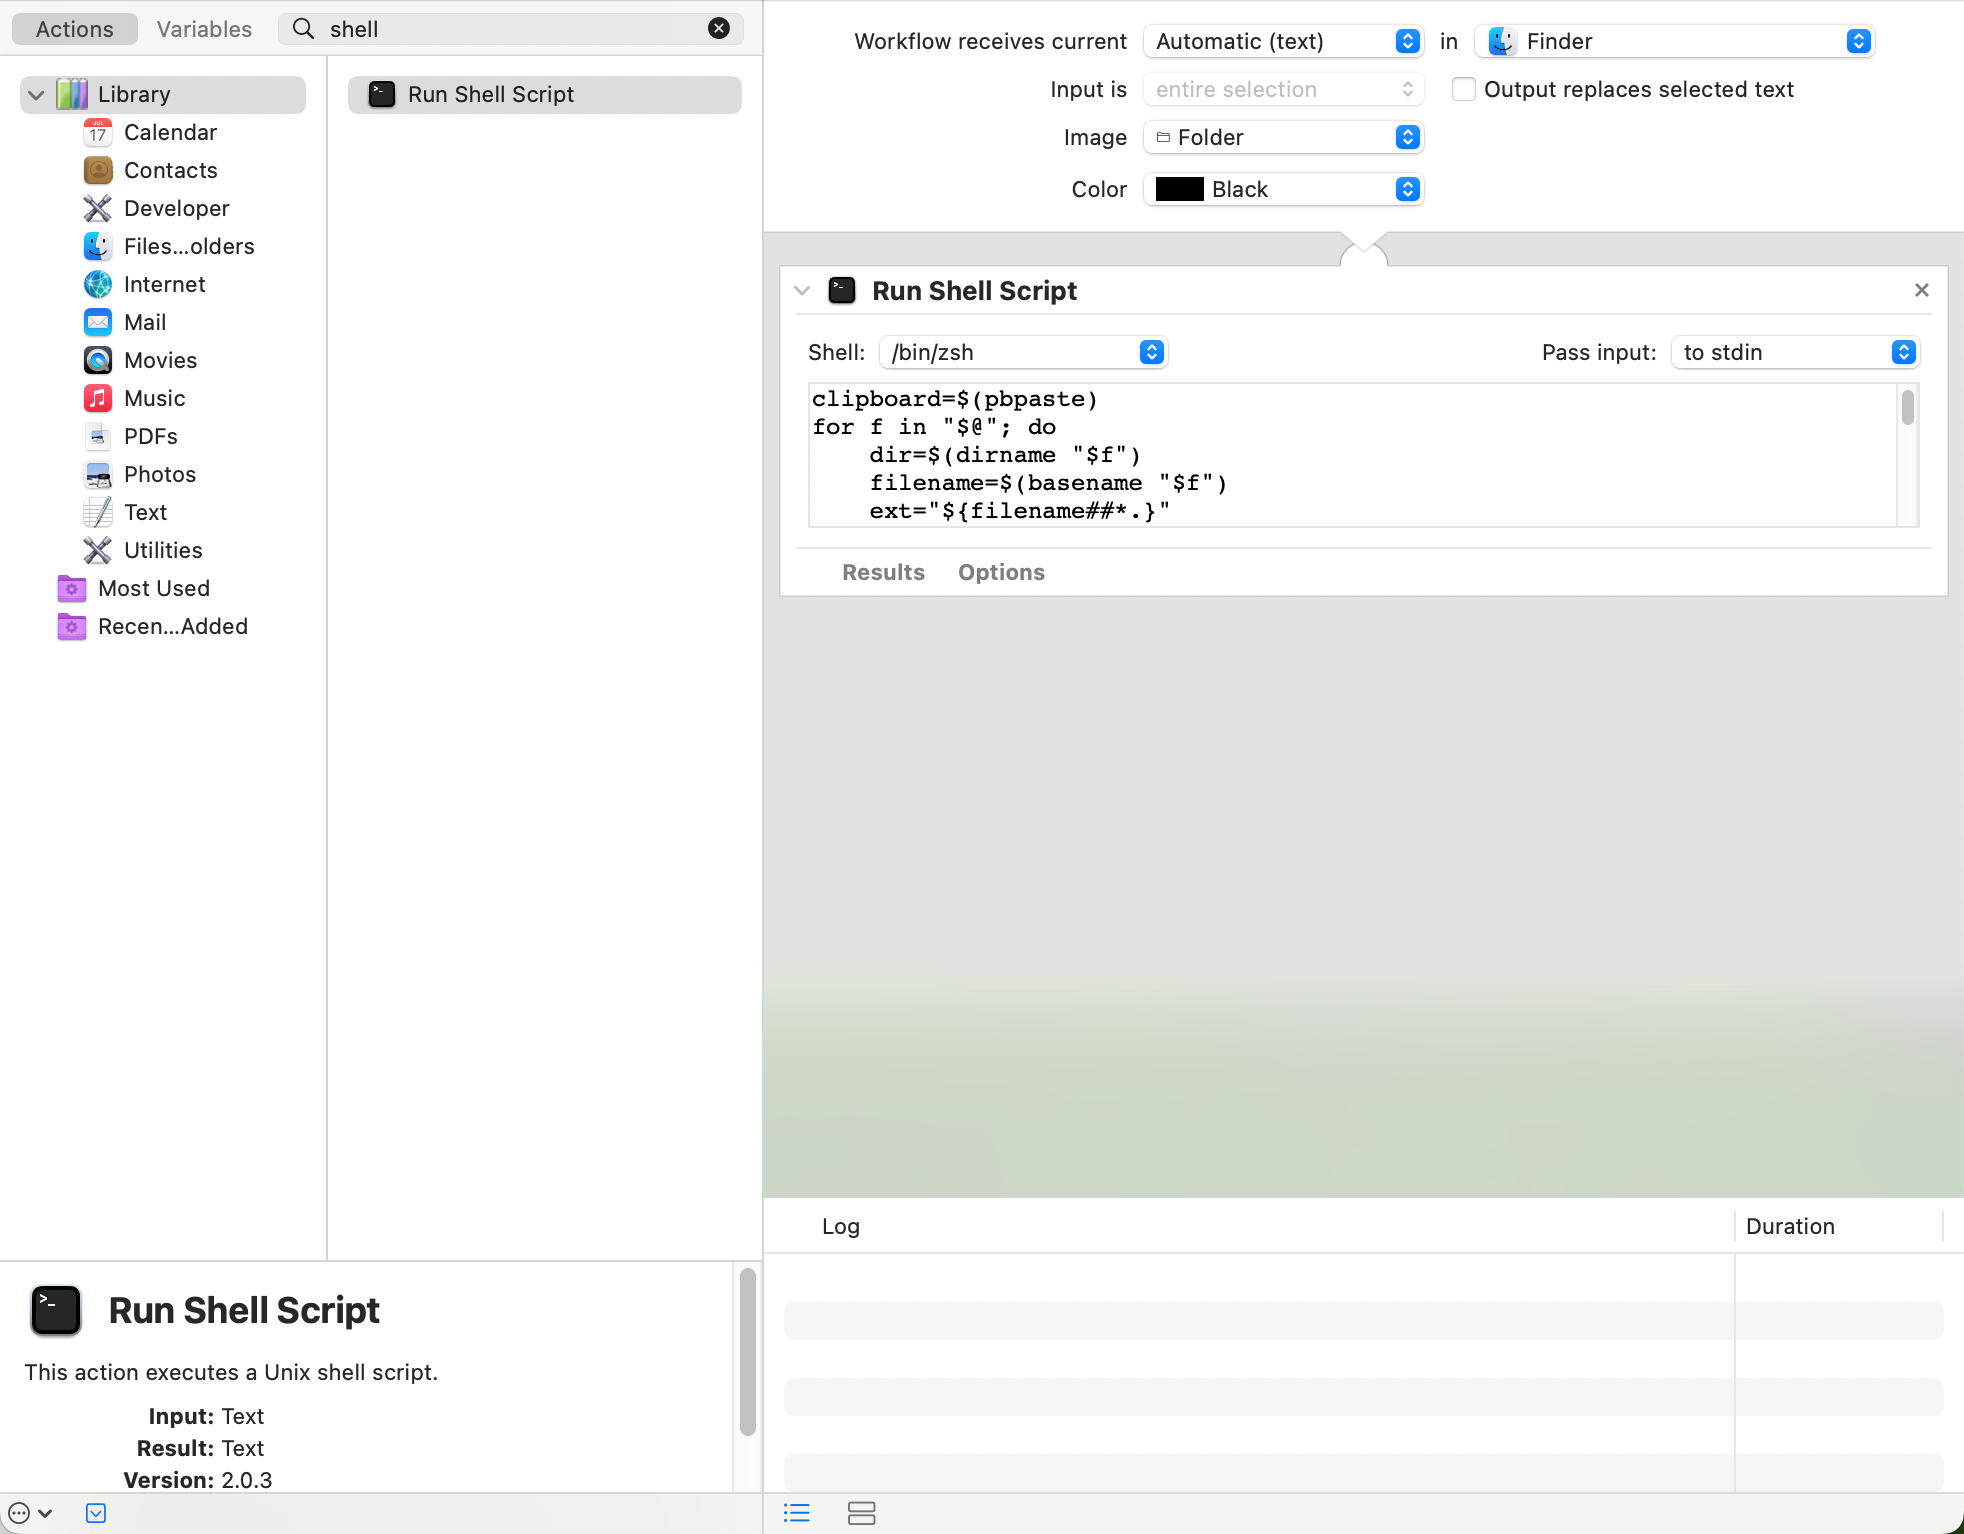 Actions Variables shell
Library
JUL
17 Calendar
Contacts
Developer
Files...olders
Internet
Mail
Movies
Music
PDFs
Photos
Text
Utilities
Most Used
Recen...Added
Run Shell Script
Workflow receives current Automatic (text) in Finder
Input is entire selection Output replaces selected text
Image Folder
Color Black
Run Shell Script
Shell: /bin/zsh Pass input: to stdin
clipboard=$(pbpaste)
for f in "$@"; do
    dir=$(dirname "$f")
    filename=$(basename "$f")
    ext="${filename##*.}"
Results Options
Log Duration
Run Shell Script
This action executes a Unix shell script.
Input: Text
Result: Text
Version: 2.0.3